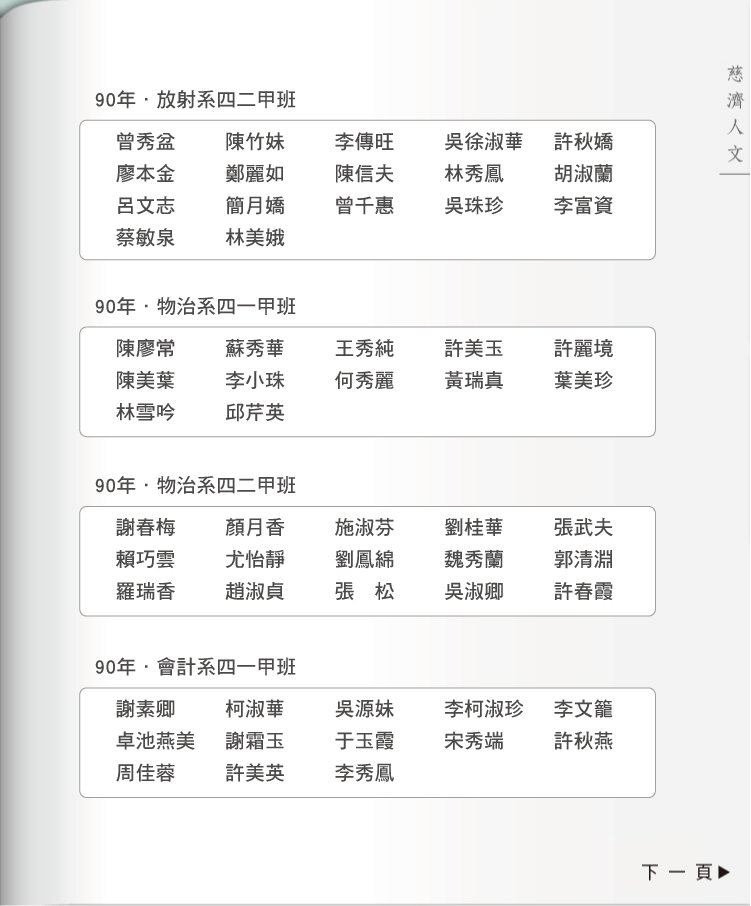 慈濟人文
90年．放射系四二甲班
曾秀盆 陳竹妹 李傳旺 吳徐淑華 許秋嬌
廖本金 鄭麗如 陳信夫 林秀鳳 胡淑蘭
呂文志 簡月嬌 曾千惠 吳珠珍 李富資
蔡敏泉 林美娥
90年．物治系四一甲班
陳廖常 蘇秀華 王秀純 許美玉 許麗境
陳美葉 李小珠 何秀麗 黃瑞真 葉美珍
林雪吟 邱芹英
90年．物治系四二甲班
謝春梅 顏月香 施淑芬 劉桂華 張武夫
賴巧雲 尤怡靜 劉鳳綿 魏秀蘭 郭清淵
羅瑞香 趙淑貞 張　松 吳淑卿 許春霞
90年．會計系四一甲班
謝素卿 柯淑華 吳源妹 李柯淑珍 李文籠
卓池燕美 謝霜玉 于玉霞 宋秀端 許秋燕
周佳蓉 許美英 李秀鳳
下一頁▶